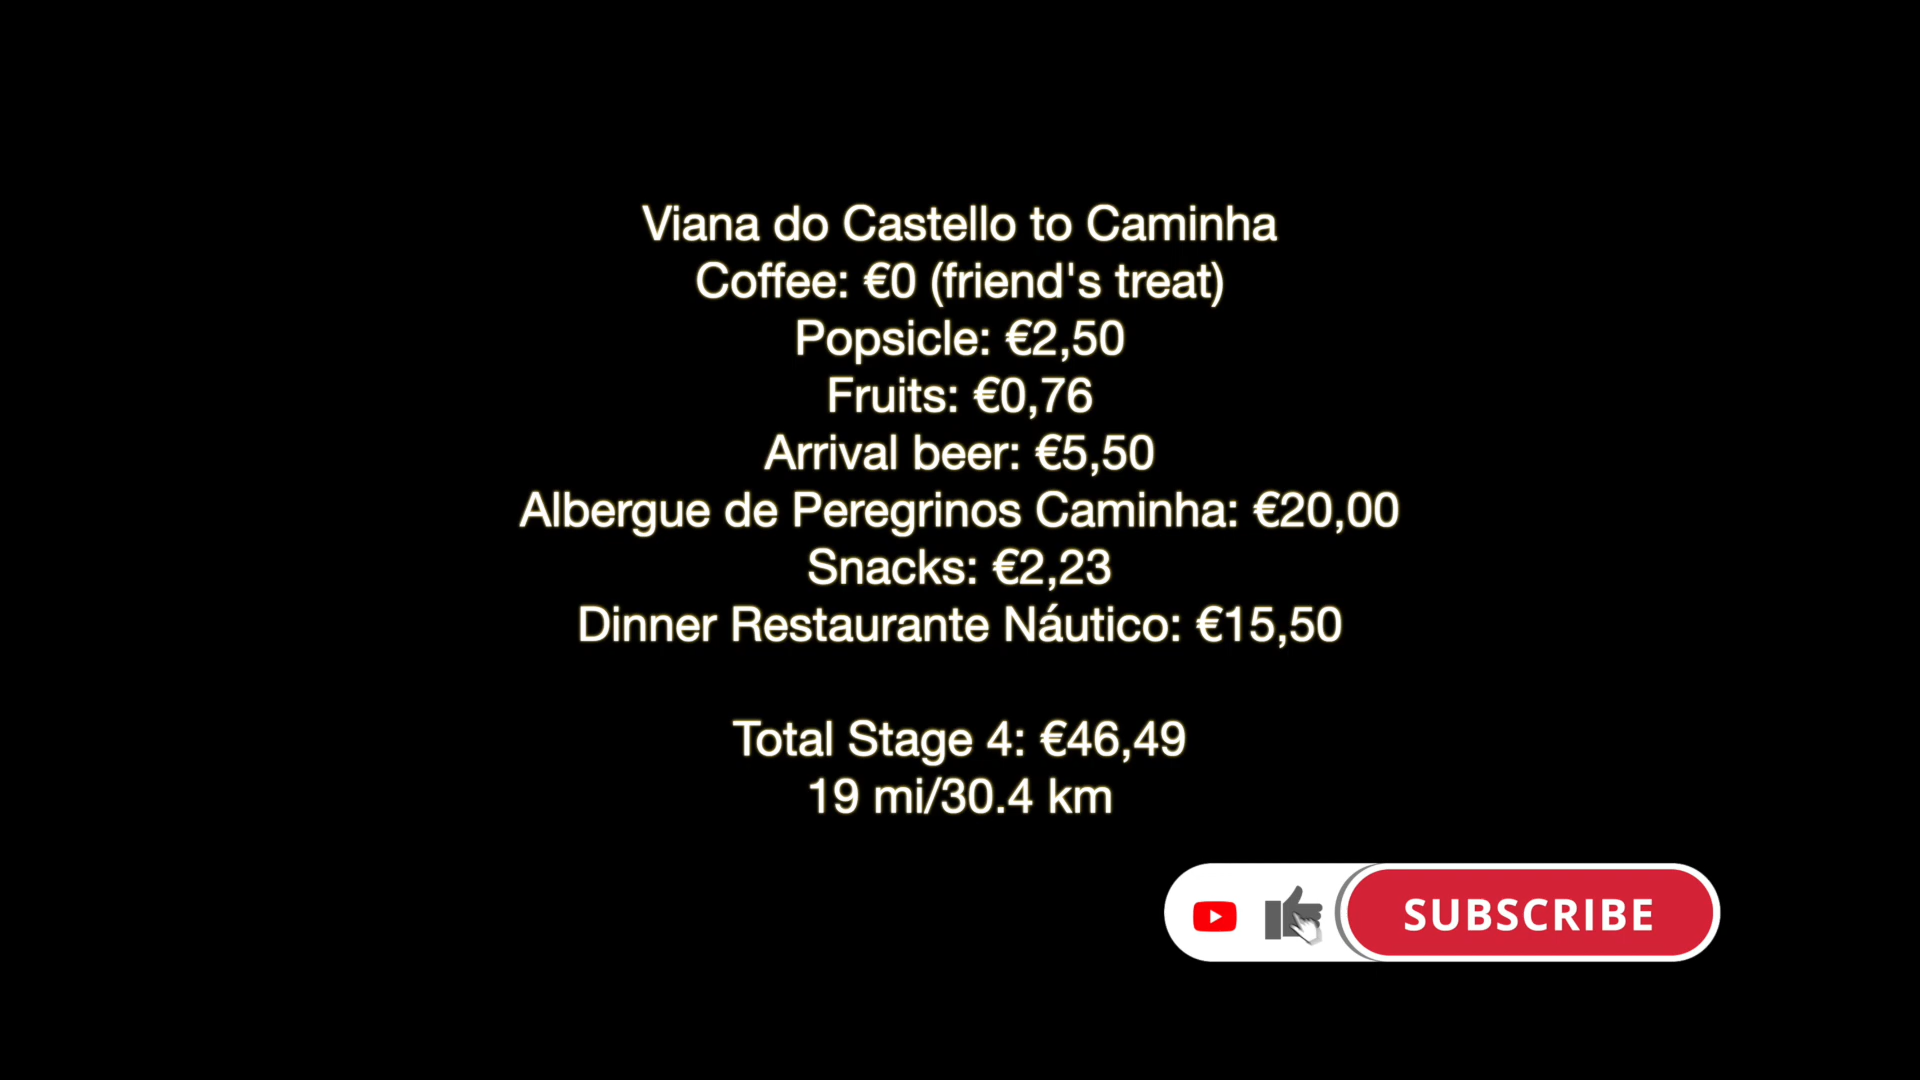 Viana do Castello to Caminha
Coffee: €0 (friend's treat)
Popsicle: €2,50
Fruits: €0,76
Arrival beer: €5,50
Albergue de Peregrinos Caminha: €20,00
Snacks: €2,23
Dinner Restaurante Náutico: €15,50
Total Stage 4: €46,49
19 mi/30.4 km
SUBSCRIBE